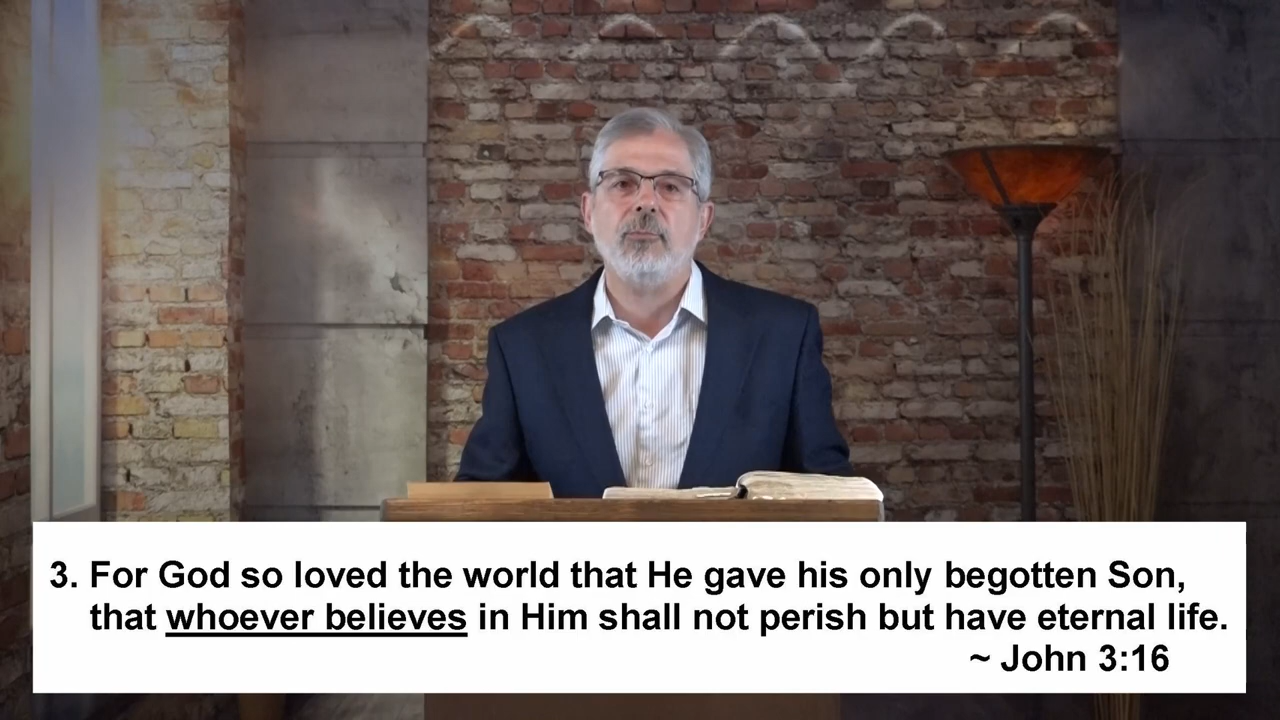 3. For God so loved the world that He gave his only begotten Son,
that whoever believes in Him shall not perish but have eternal life.
~ John 3:16